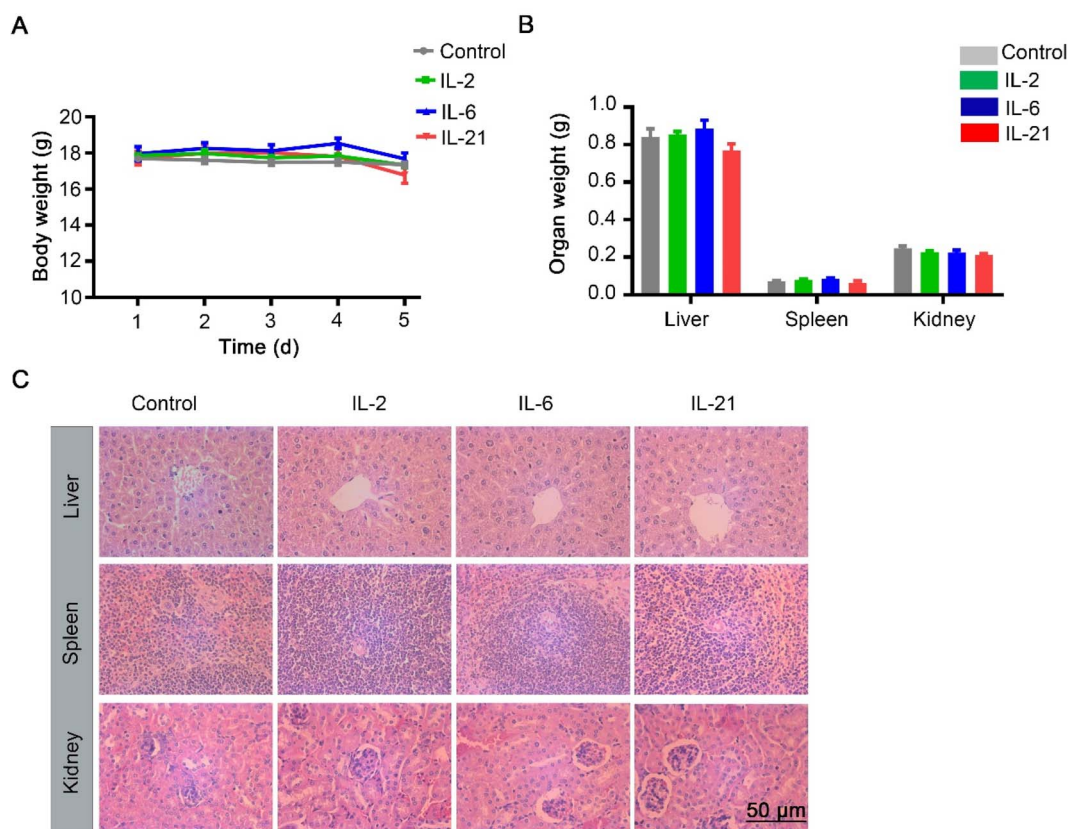 A
Control
IL-2
IL-6
IL-21
Body weight (g)
20
18
16
14
12
10
1 2 3 4 5
Time (d)
B
Control
IL-2
IL-6
IL-21
Organ weight (g)
1.0
0.8
0.6
0.4
0.2
0.0
Liver Spleen Kidney
C
Control IL-2 IL-6 IL-21
Liver
Spleen
Kidney
50 µm